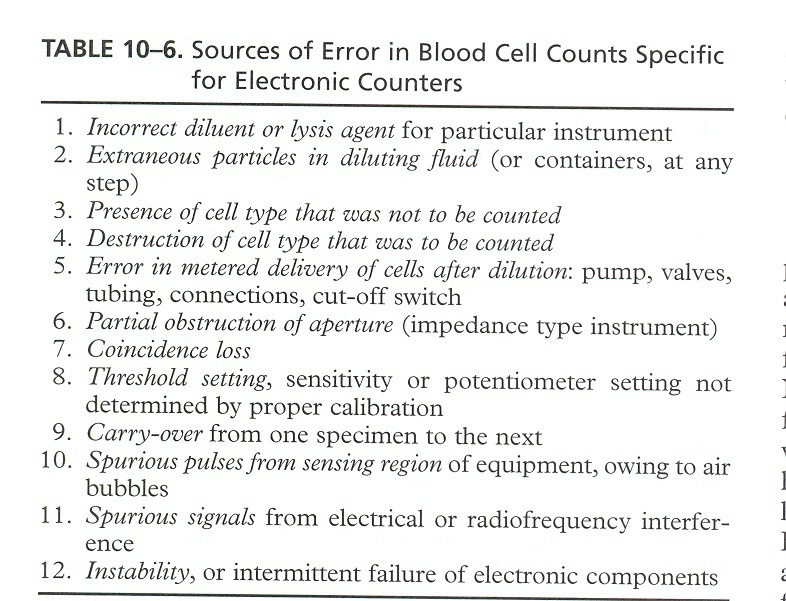 TABLE 10–6. Sources of Error in Blood Cell Counts Specific
for Electronic Counters
1. Incorrect diluent or lysis agent for particular instrument
2. Extraneous particles in diluting fluid (or containers, at any
step)
3. Presence of cell type that was not to be counted
4. Destruction of cell type that was to be counted
5. Error in metered delivery of cells after dilution: pump, valves,
tubing, connections, cut-off switch
6. Partial obstruction of aperture (impedance type instrument)
7. Coincidence loss
8. Threshold setting, sensitivity or potentiometer setting not
determined by proper calibration
9. Carry-over from one specimen to the next
10. Spurious pulses from sensing region of equipment, owing to air
bubbles
11. Spurious signals from electrical or radiofrequency interfer-
ence
12. Instability, or intermittent failure of electronic components